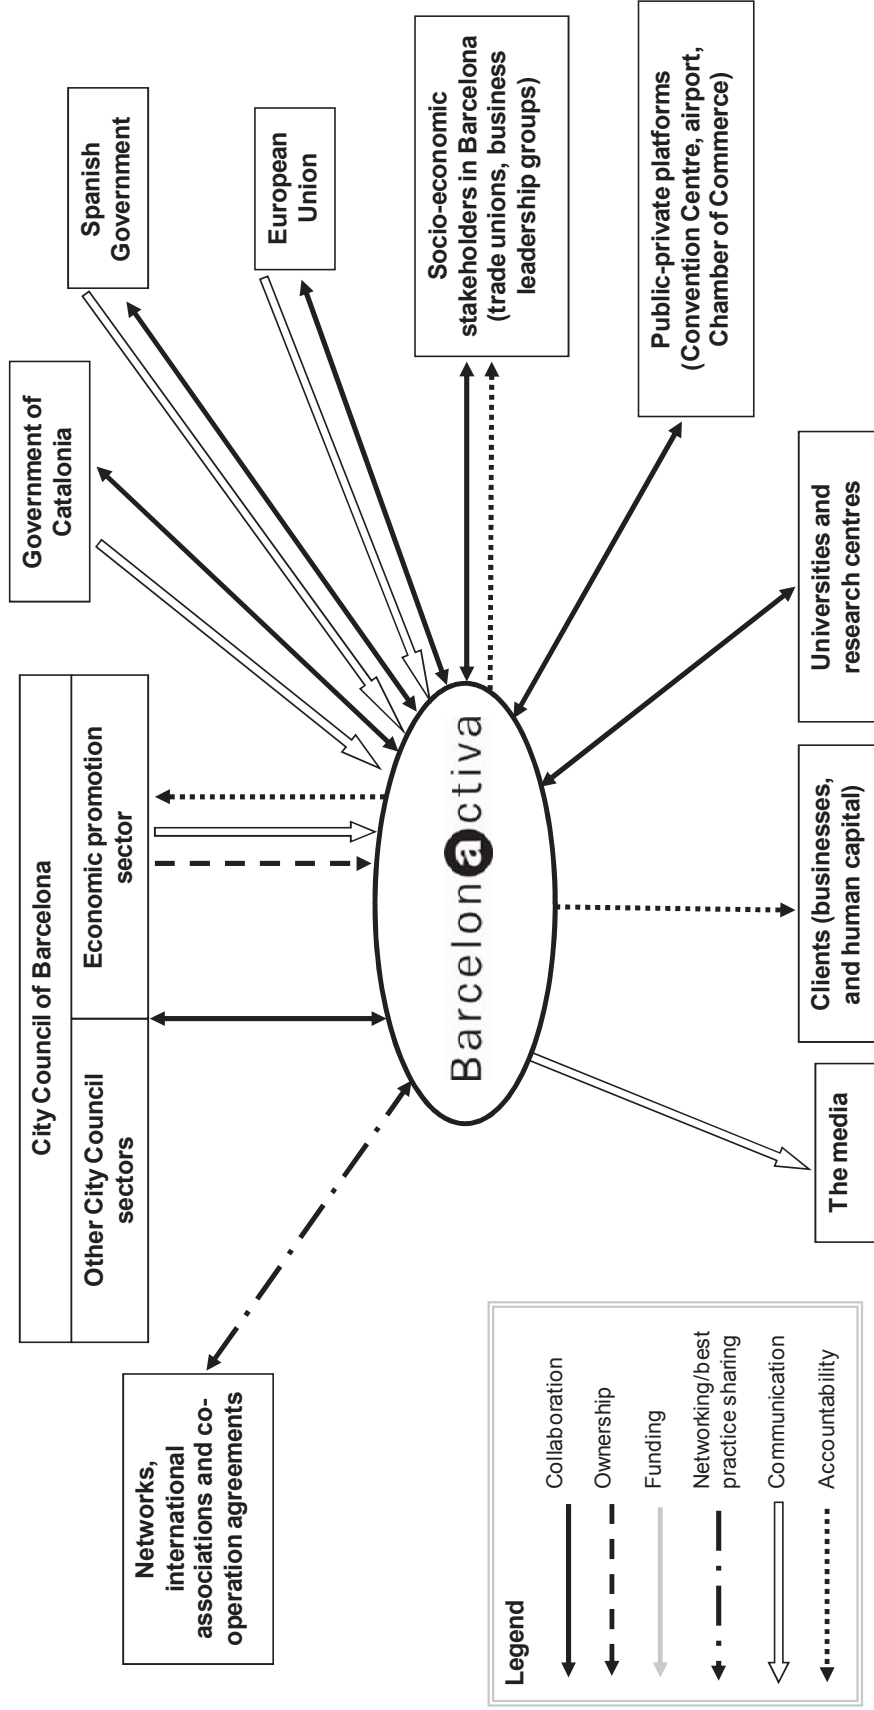 City Council of Barcelona
Other City Council
sectors
Economic promotion
sector
Government of
Catalonia
Spanish
Government
European
Union
Networks,
international
associations and co-
operation agreements
Barcelonactiva
Socio-economic
stakeholders in Barcelona
(trade unions, business
leadership groups)
Public-private platforms
(Convention Centre, airport,
Chamber of Commerce)
The media
Clients (businesses,
and human capital)
Universities and
research centres
Legend
Collaboration
Ownership
Funding
Networking/best
practice sharing
Communication
Accountability